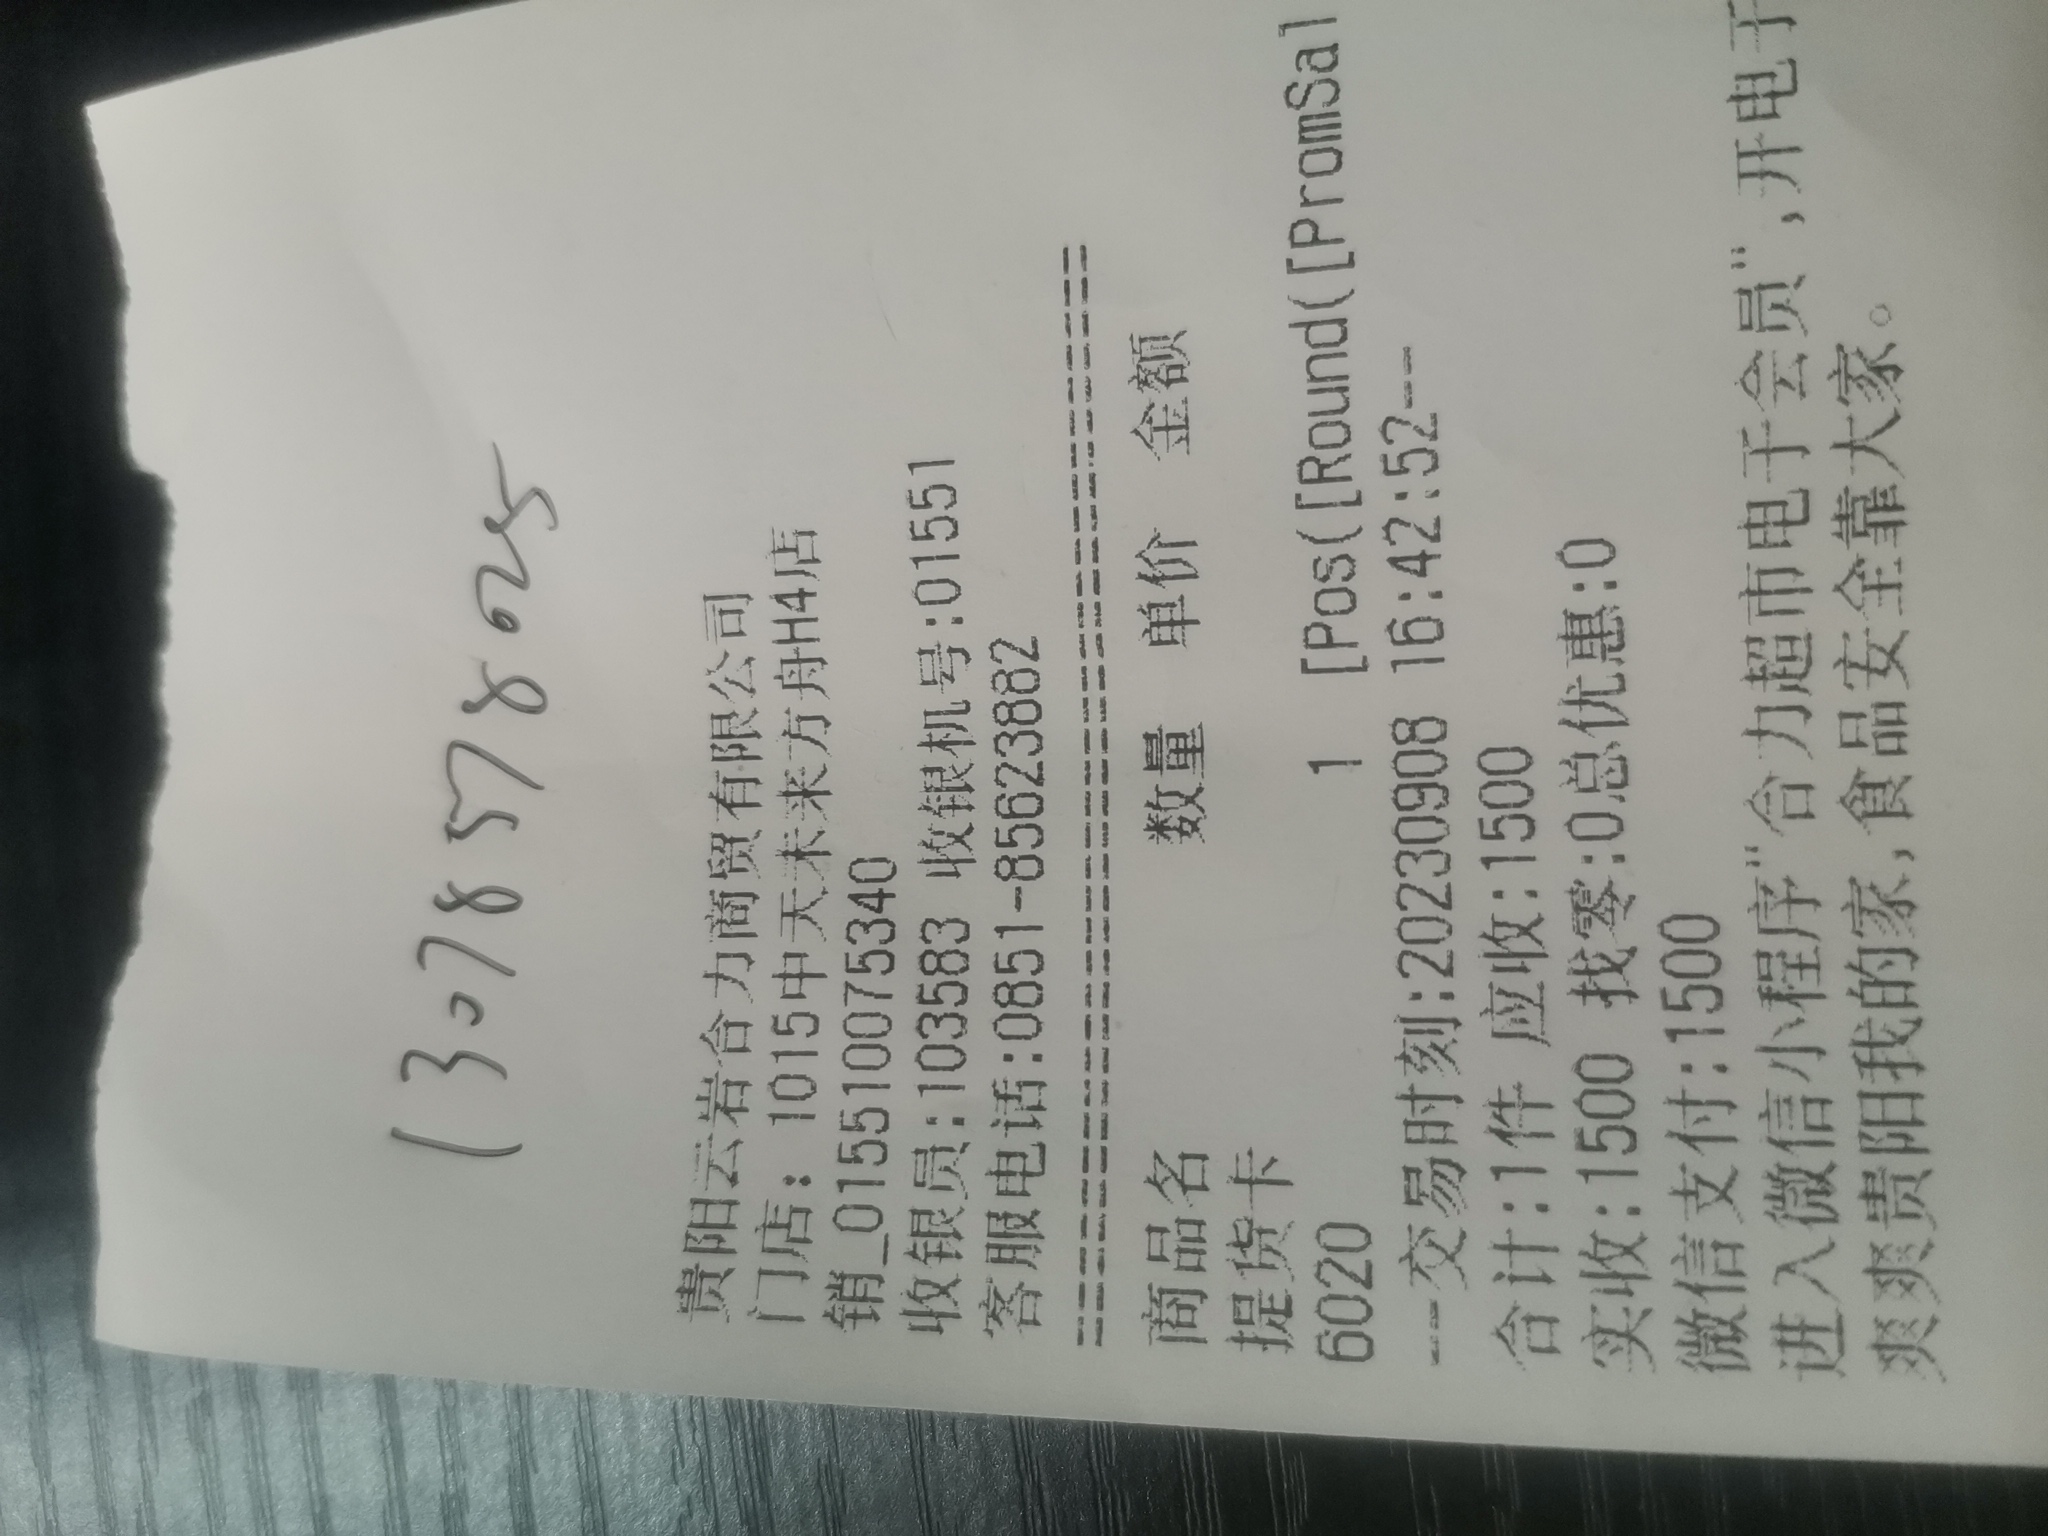 13078578025
贵阳云岩合力商贸有限公司
门店: 1015中天未来方舟H4店
销_015510075340
收银员:103583 收银机号:01551
客服电话:0851-85623882
========================================
商品名 数量 单价 金额
提货卡
6020 1 [Pos([Round([PromSal
---交易时刻:20230908 16:42:52--
合计:1件 应收:1500
实收:1500 找零:0总优惠:0
微信支付:1500
进入微信小程序"合力超市电子会员",开电子
爽爽贵阳我的家,食品安全靠大家。